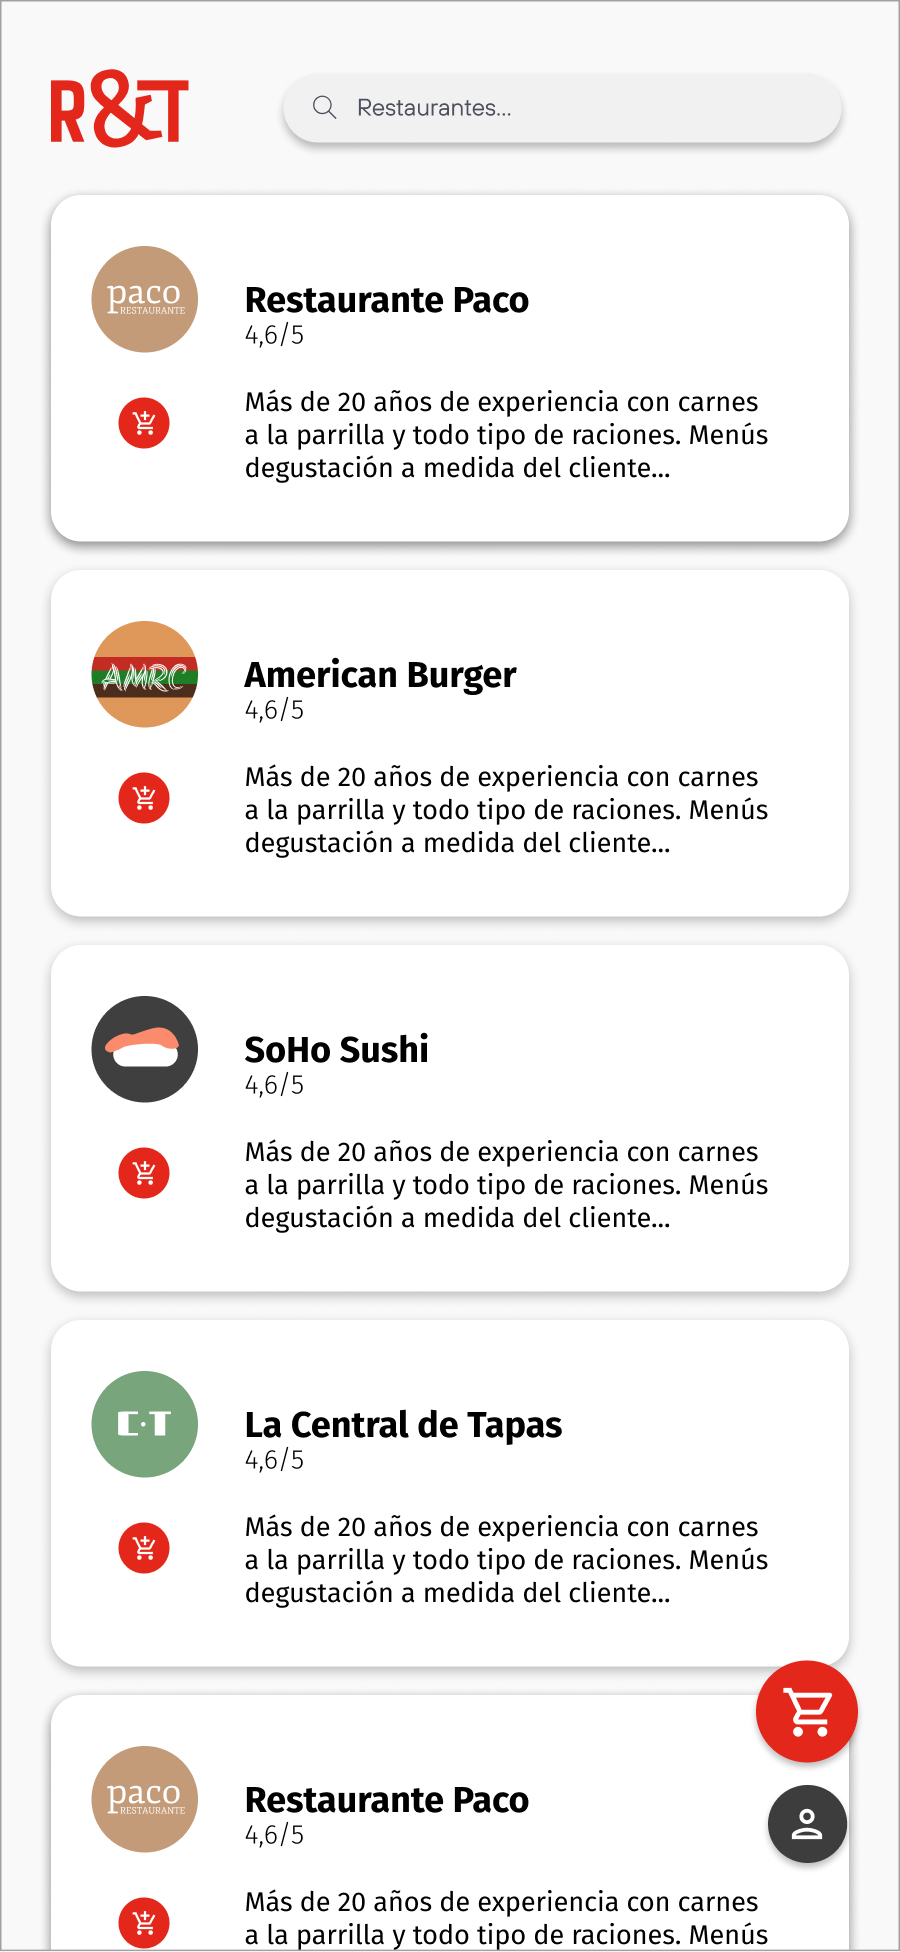 R&T
Restaurantes...
paco
RESTAURANTE
Restaurante Paco
4,6/5
Más de 20 años de experiencia con carnes
a la parrilla y todo tipo de raciones. Menús
degustación a medida del cliente...
AMRC
American Burger
4,6/5
Más de 20 años de experiencia con carnes
a la parrilla y todo tipo de raciones. Menús
degustación a medida del cliente...
SoHo Sushi
4,6/5
Más de 20 años de experiencia con carnes
a la parrilla y todo tipo de raciones. Menús
degustación a medida del cliente...
C·T
La Central de Tapas
4,6/5
Más de 20 años de experiencia con carnes
a la parrilla y todo tipo de raciones. Menús
degustación a medida del cliente...
paco
RESTAURANTE
Restaurante Paco
4,6/5
Más de 20 años de experiencia con carnes
a la parrilla y todo tipo de raciones. Menús